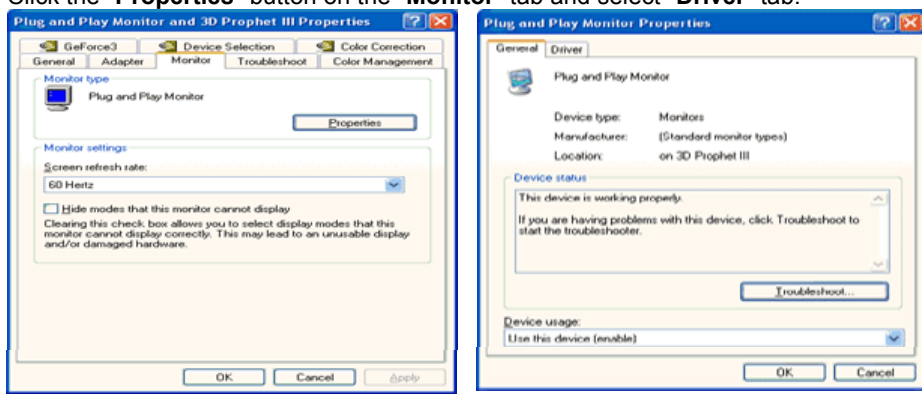 Click the "Properties" button on the "Monitor" tab and select "Driver" tab.
Plug and Play Monitor and 3D Prophet III Properties
GeForce3 Device Selection Color Correction
General Adapter Monitor Troubleshoot Color Management
Monitor type
Plug and Play Monitor
Properties
Monitor settings
Screen refresh rate:
60 Hertz
Hide modes that this monitor cannot display
Clearing this check box allows you to select display modes that this
monitor cannot display correctly. This may lead to an unusable display
and/or damaged hardware.
OK Cancel Apply
Plug and Play Monitor Properties
General Driver
Plug and Play Monitor
Device type: Monitors
Manufacturer: (Standard monitor types)
Location: on 3D Prophet III
Device status
This device is working properly.
If you are having problems with this device, click Troubleshoot to
start the troubleshooter.
Troubleshoot...
Device usage:
Use this device (enable)
OK Cancel